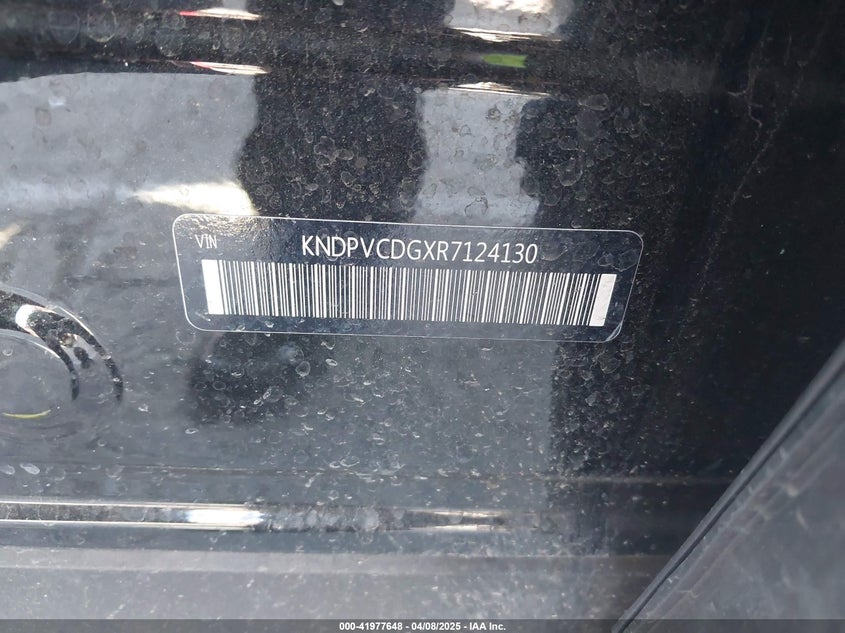 VIN
KNDPVCDGXR7124130
000-41977648 | 04/08/2025 - IAA Inc.